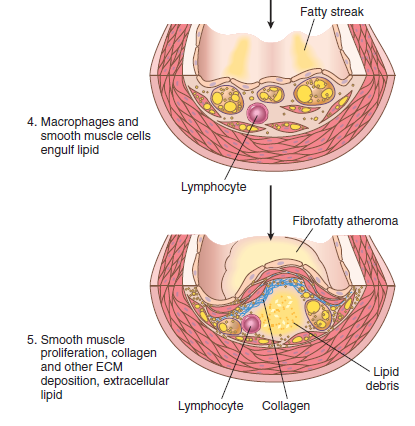 Fatty streak
4. Macrophages and
smooth muscle cells
engulf lipid
Lymphocyte
Fibrofatty atheroma
5. Smooth muscle
proliferation, collagen
and other ECM
deposition, extracellular
lipid
Lipid
debris
Lymphocyte
Collagen